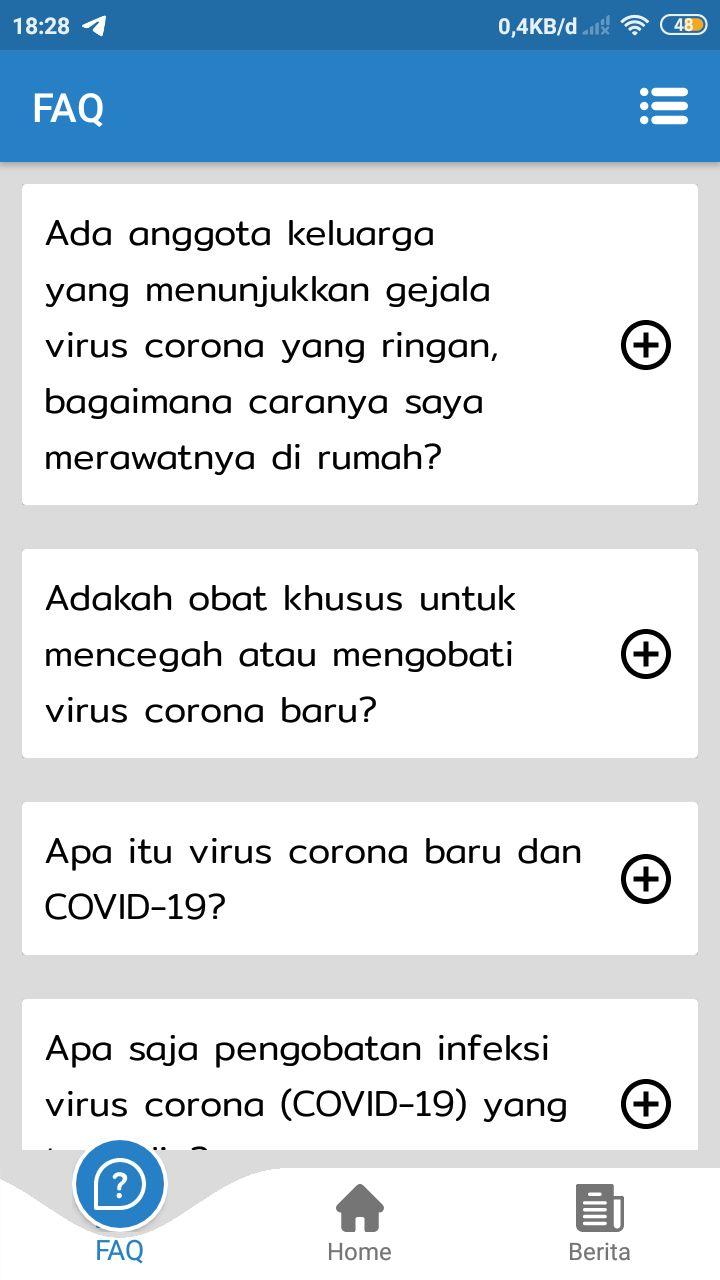 18:28 0,4KB/d 48
FAQ
Ada anggota keluarga
yang menunjukkan gejala
virus corona yang ringan,
bagaimana caranya saya
merawatnya di rumah?
Adakah obat khusus untuk
mencegah atau mengobati
virus corona baru?
Apa itu virus corona baru dan
COVID-19?
Apa saja pengobatan infeksi
virus corona (COVID-19) yang
?
FAQ Home Berita